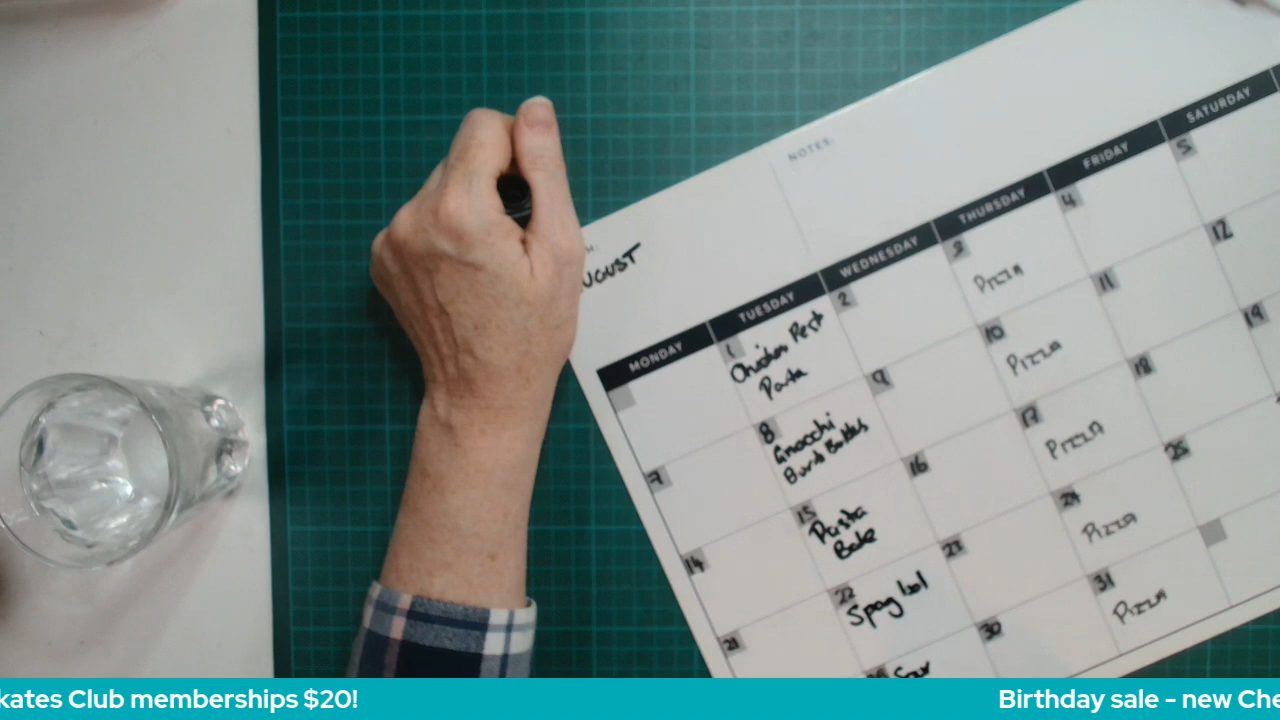 NOTES:
UGUST
MONDAY TUESDAY WEDNESDAY THURSDAY FRIDAY SATURDAY
1 2 3 4 5
Chicken Pest
Pasta
PIZZA
7 8 9 10 11 12
Gnocchi
Burst
PIZZA
14 15 16 17 18 19
Pasta
Bake
PIZZA
21 22 23 24 25
Spag bol
PIZZA
30 31
PIZZA
kates Club memberships $20!
Birthday sale - new Che